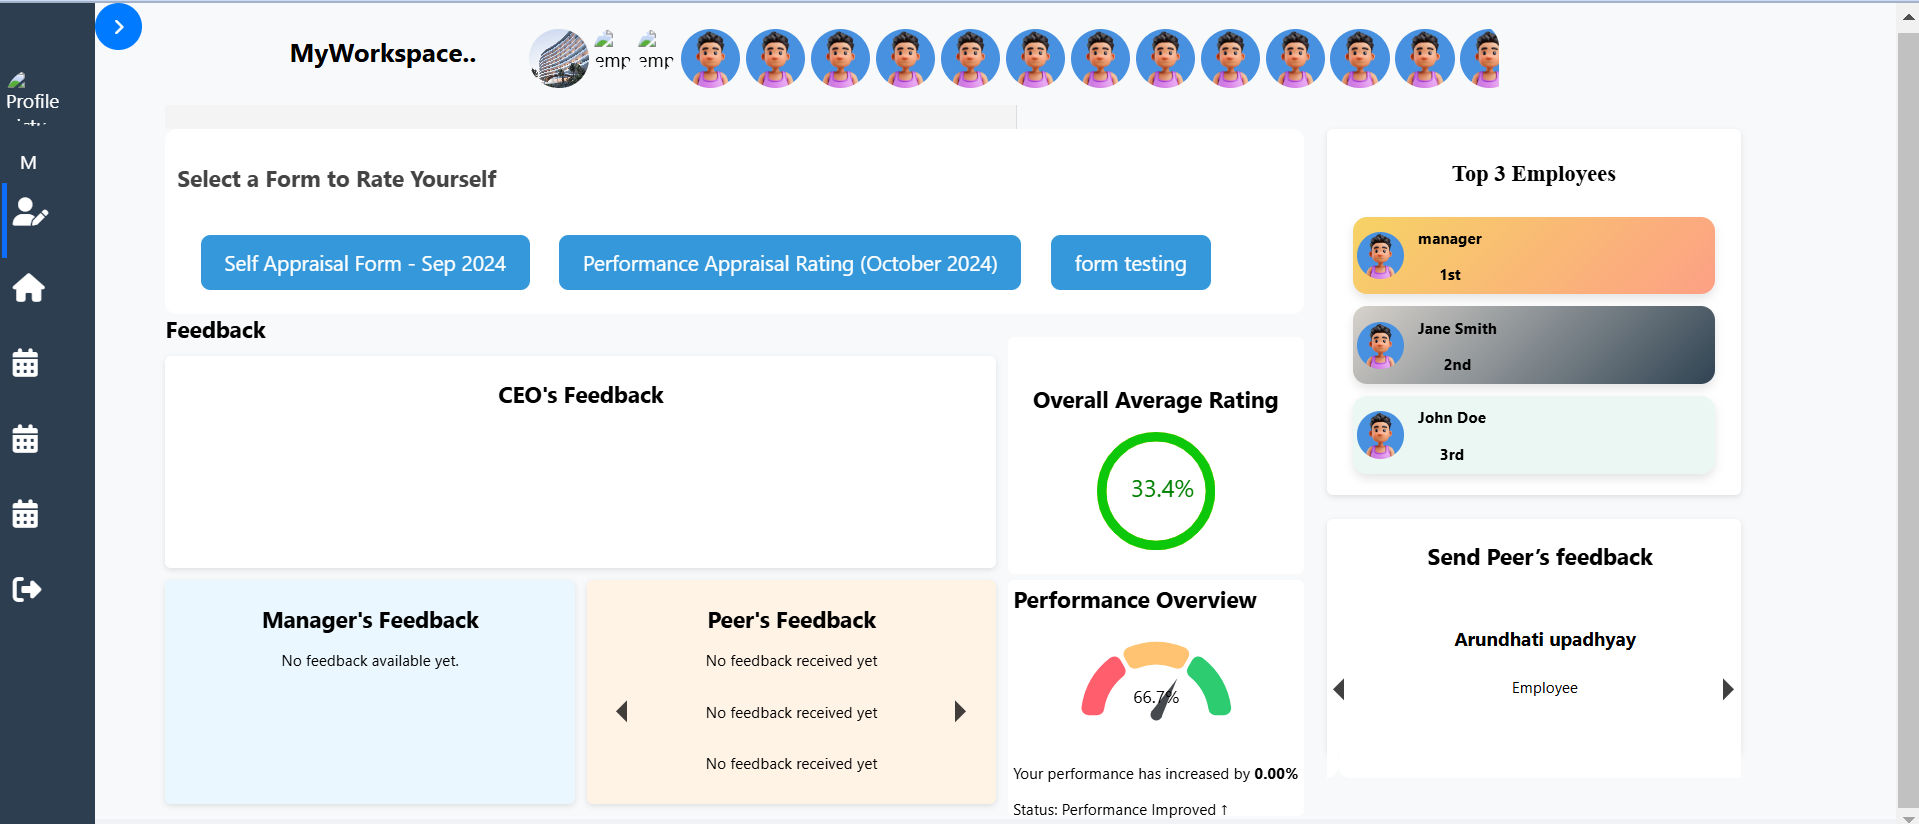 MyWorkspace..
emp
emp
Profile
M
Select a Form to Rate Yourself
Self Appraisal Form - Sep 2024
Performance Appraisal Rating (October 2024)
form testing
Feedback
CEO's Feedback
Manager's Feedback
No feedback available yet.
Peer's Feedback
No feedback received yet
No feedback received yet
No feedback received yet
Overall Average Rating
33.4%
Performance Overview
66.7%
Your performance has increased by 0.00%
Status: Performance Improved ↑
Top 3 Employees
manager
1st
Jane Smith
2nd
John Doe
3rd
Send Peer’s feedback
Arundhati upadhyay
Employee